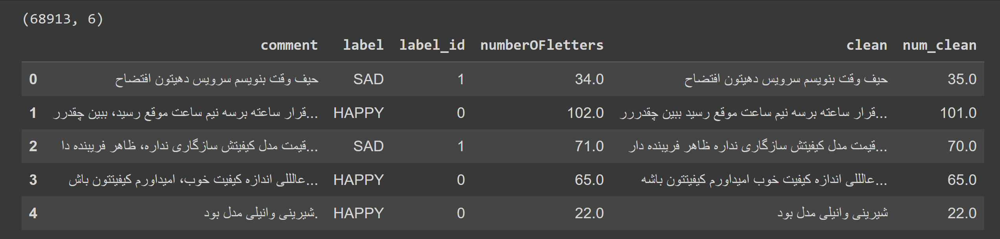 (68913, 6)
comment label label_id numberOFletters clean num_clean
0 حیف وقت بنویسم سرویس دهیتون افتضاح SAD 1 34.0 حیف وقت بنویسم سرویس دهیتون افتضاح 35.0
1 قرار ساعته برسه نیم ساعت موقع رسید، ببین چقدرر... HAPPY 0 102.0 قرار ساعته برسه نیم ساعت موقع رسید ببین چقدررر... 101.0
2 قیمت مدل کیفیتش سازگاری نداره، ظاهر فریبنده دا... SAD 1 71.0 قیمت مدل کیفیتش سازگاری نداره ظاهر فریبنده دار... 70.0
3 عالللی اندازه کیفیت خوب، امیداورم کیفیتتون باش... HAPPY 0 65.0 عالللی اندازه کیفیت خوب امیداورم کیفیتتون باشه... 65.0
4 شیرینی وانیلی مدل بود. HAPPY 0 22.0 شیرینی وانیلی مدل بود 22.0